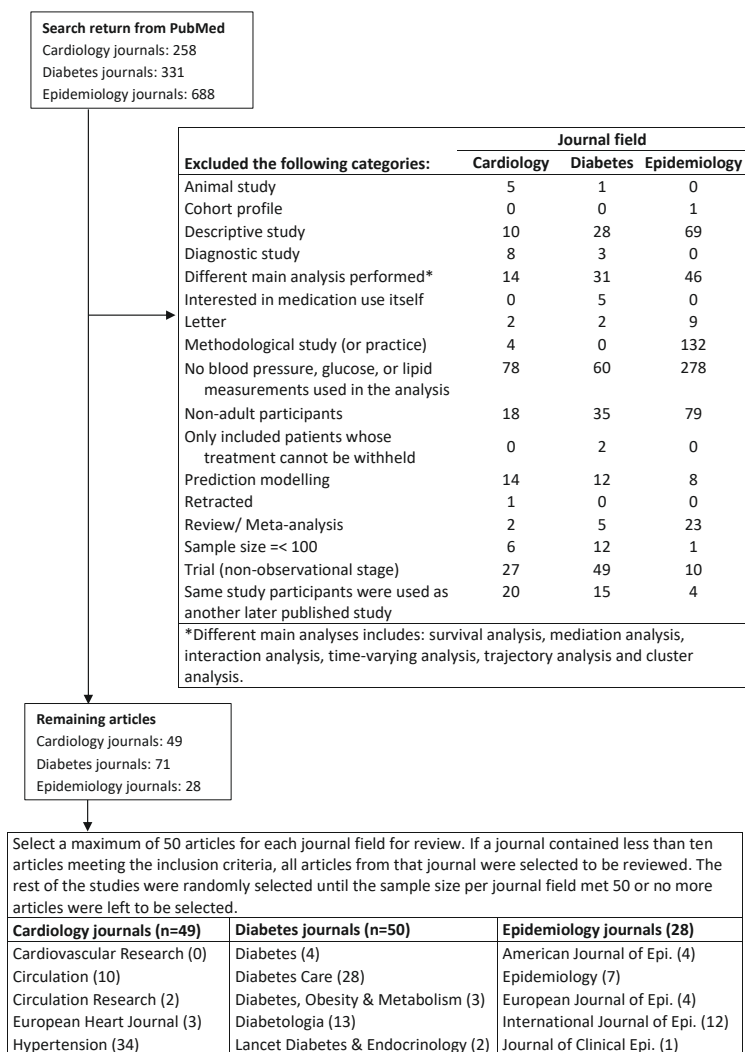 Search return from PubMed
Cardiology journals: 258
Diabetes journals: 331
Epidemiology journals: 688
Journal field
Excluded the following categories: Cardiology Diabetes Epidemiology
Animal study 5 1 0
Cohort profile 0 0 1
Descriptive study 10 28 69
Diagnostic study 8 3 0
Different main analysis performed* 14 31 46
Interested in medication use itself 0 5 0
Letter 2 2 9
Methodological study (or practice) 4 0 132
No blood pressure, glucose, or lipid
measurements used in the analysis 78 60 278
Non-adult participants 18 35 79
Only included patients whose
treatment cannot be withheld 0 2 0
Prediction modelling 14 12 8
Retracted 1 0 0
Review/ Meta-analysis 2 5 23
Sample size =< 100 6 12 1
Trial (non-observational stage) 27 49 10
Same study participants were used as
another later published study 20 15 4
*Different main analyses includes: survival analysis, mediation analysis,
interaction analysis, time-varying analysis, trajectory analysis and cluster
analysis.
Remaining articles
Cardiology journals: 49
Diabetes journals: 71
Epidemiology journals: 28
Select a maximum of 50 articles for each journal field for review. If a journal contained less than ten
articles meeting the inclusion criteria, all articles from that journal were selected to be reviewed. The
rest of the studies were randomly selected until the sample size per journal field met 50 or no more
articles were left to be selected.
Cardiology journals (n=49) Diabetes journals (n=50) Epidemiology journals (28)
Cardiovascular Research (0) Diabetes (4) American Journal of Epi. (4)
Circulation (10) Diabetes Care (28) Epidemiology (7)
Circulation Research (2) Diabetes, Obesity & Metabolism (3) European Journal of Epi. (4)
European Heart Journal (3) Diabetologia (13) International Journal of Epi. (12)
Hypertension (34) Lancet Diabetes & Endocrinology (2) Journal of Clinical Epi. (1)